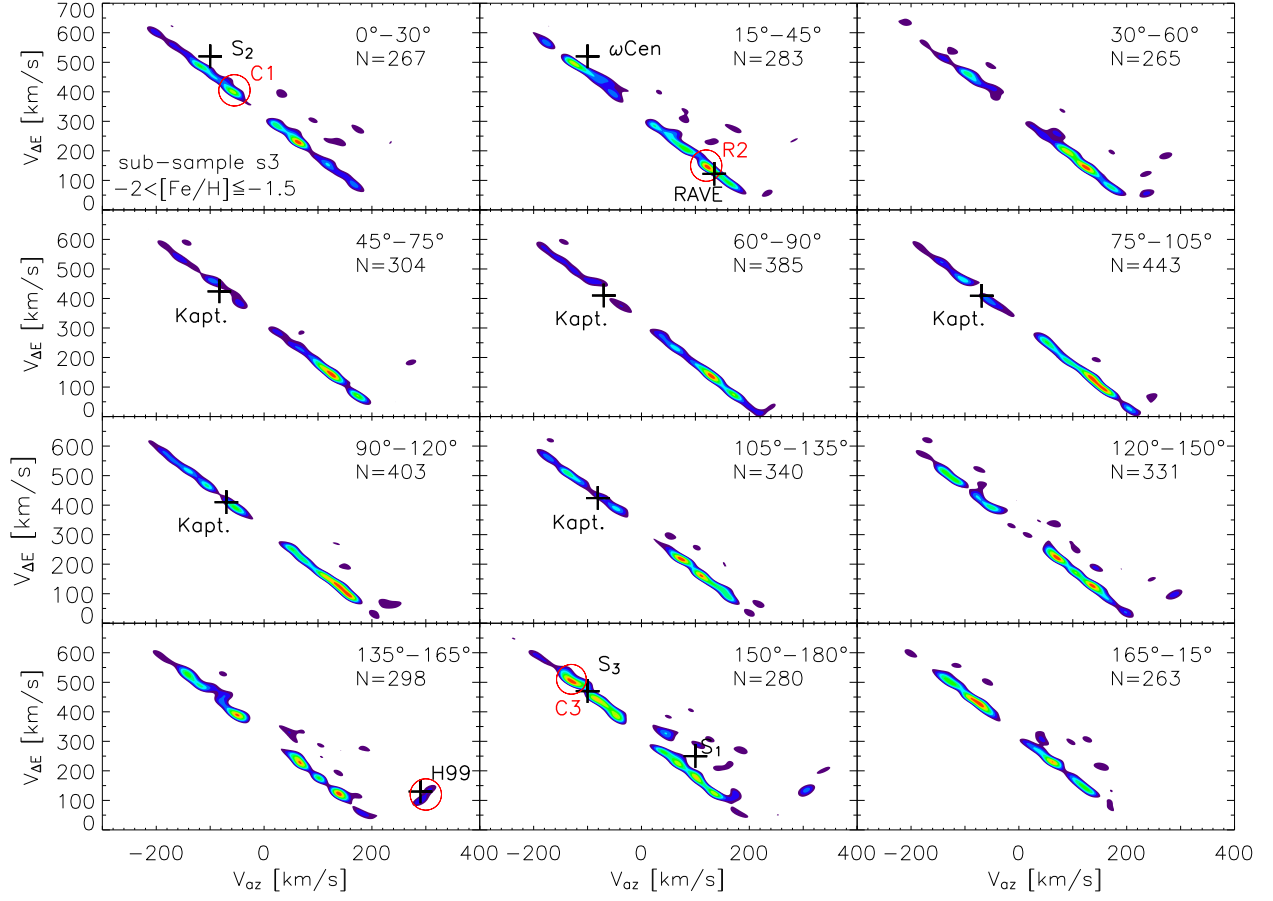 700
600
500
400
300
200
100
0
V_ΔE [km/s]
S₂
C1
0°−30°
N=267
sub−sample s3
−2<[Fe/H]≦−1.5
ωCen
15°−45°
N=283
R2
RAVE
30°−60°
N=265
600
500
400
300
200
100
0
V_ΔE [km/s]
45°−75°
N=304
Kapt.
60°−90°
N=385
Kapt.
75°−105°
N=443
Kapt.
600
500
400
300
200
100
0
V_ΔE [km/s]
90°−120°
N=403
Kapt.
105°−135°
N=340
Kapt.
120°−150°
N=331
600
500
400
300
200
100
0
V_ΔE [km/s]
135°−165°
N=298
H99
S₃
C3
150°−180°
N=280
S₁
165°−15°
N=263
−200 0 200 400
−200 0 200 400
−200 0 200 400
V_az [km/s]
V_az [km/s]
V_az [km/s]